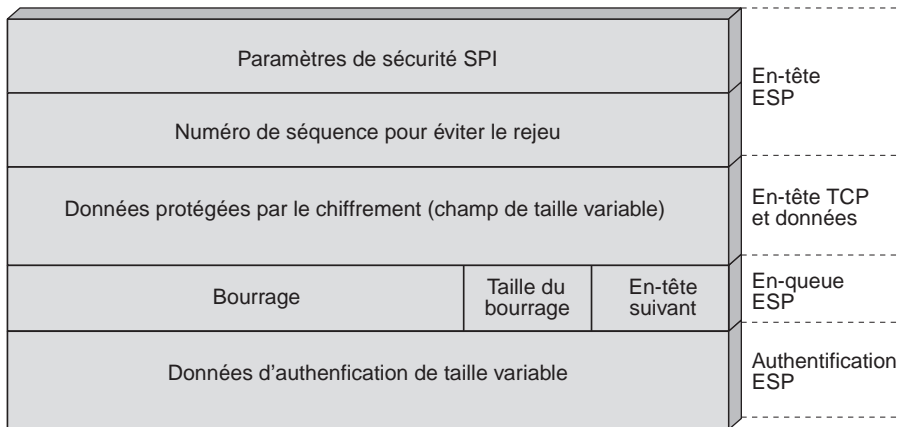 Paramètres de sécurité SPI
En-tête
ESP
Numéro de séquence pour éviter le rejeu
Données protégées par le chiffrement (champ de taille variable)
En-tête TCP
et données
Bourrage
Taille du
bourrage
En-tête
suivant
En-queue
ESP
Données d’authenfication de taille variable
Authentification
ESP